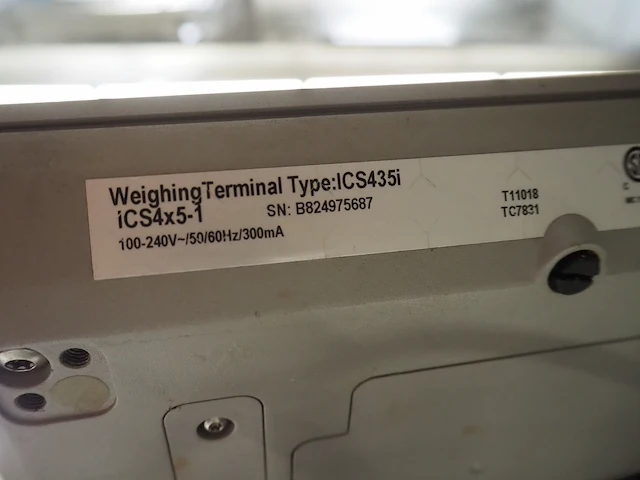 WeighingTerminal Type:ICS435i
iCS4x5-1
SN: B824975687
100-240V~/50/60Hz/300mA
T11018
TC7831